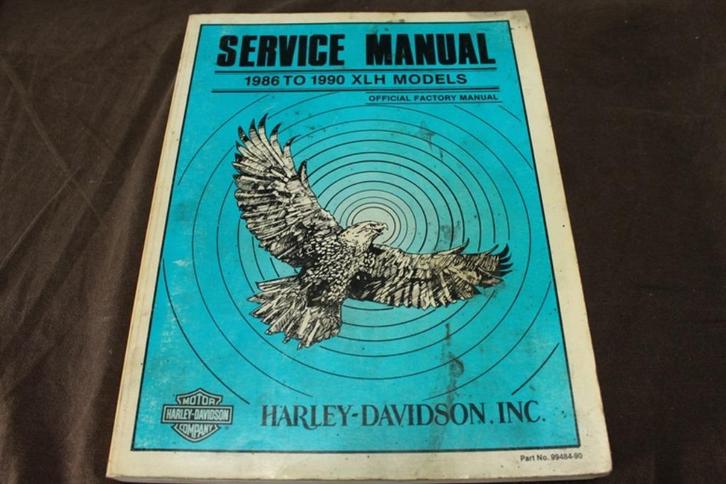 SERVICE MANUAL
1986 TO 1990 XLH MODELS
OFFICIAL FACTORY MANUAL
MOTOR
HARLEY-DAVIDSON
COMPANY
HARLEY-DAVIDSON, INC.
Part No. 99484-90